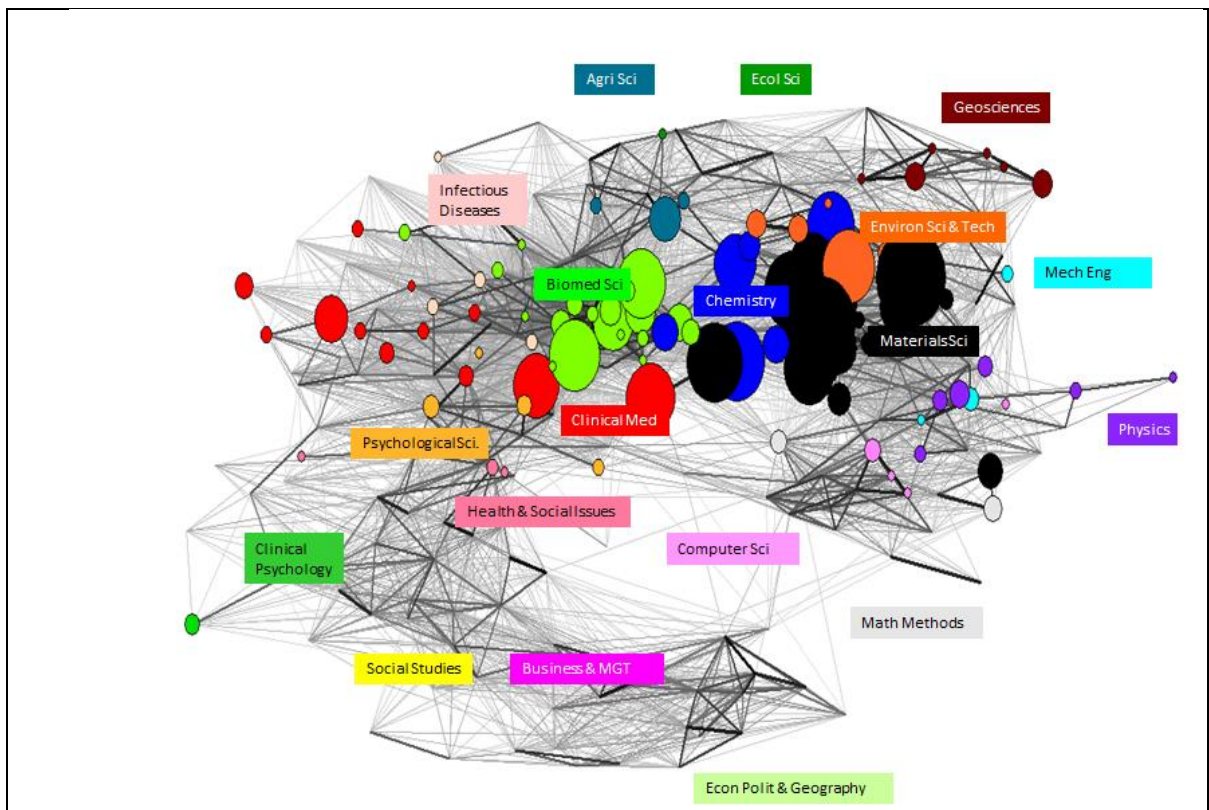 Agri Sci
Ecol Sci
Geosciences
Infectious
Diseases
Environ Sci & Tech
Mech Eng
Biomed Sci
Chemistry
MaterialsSci
Clinical Med
Physics
PsychologicalSci.
Health & Social Issues
Clinical
Psychology
Computer Sci
Math Methods
Social Studies
Business & MGT
Econ Polit & Geography